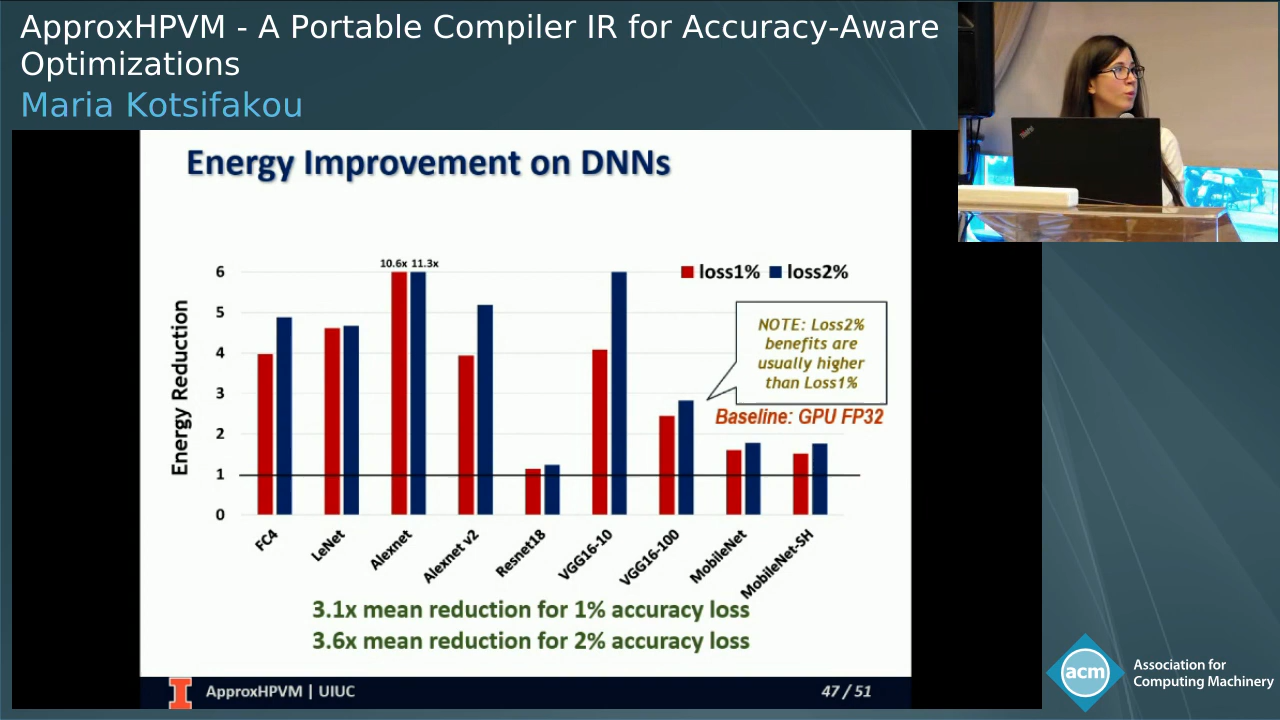 ApproxHPVM - A Portable Compiler IR for Accuracy-Aware
Optimizations
Maria Kotsifakou
Energy Improvement on DNNs
10.6x 11.3x
loss1% loss2%
Energy Reduction
6
5
4
3
2
1
0
NOTE: Loss2%
benefits are
usually higher
than Loss1%
Baseline: GPU FP32
FC4
LeNet
Alexnet
Alexnet v2
Resnet18
VGG16-10
VGG16-100
MobileNet
MobileNet-SH
3.1x mean reduction for 1% accuracy loss
3.6x mean reduction for 2% accuracy loss
ApproxHPVM | UIUC
47 / 51
acm
Association for
Computing Machinery
ThinkPad